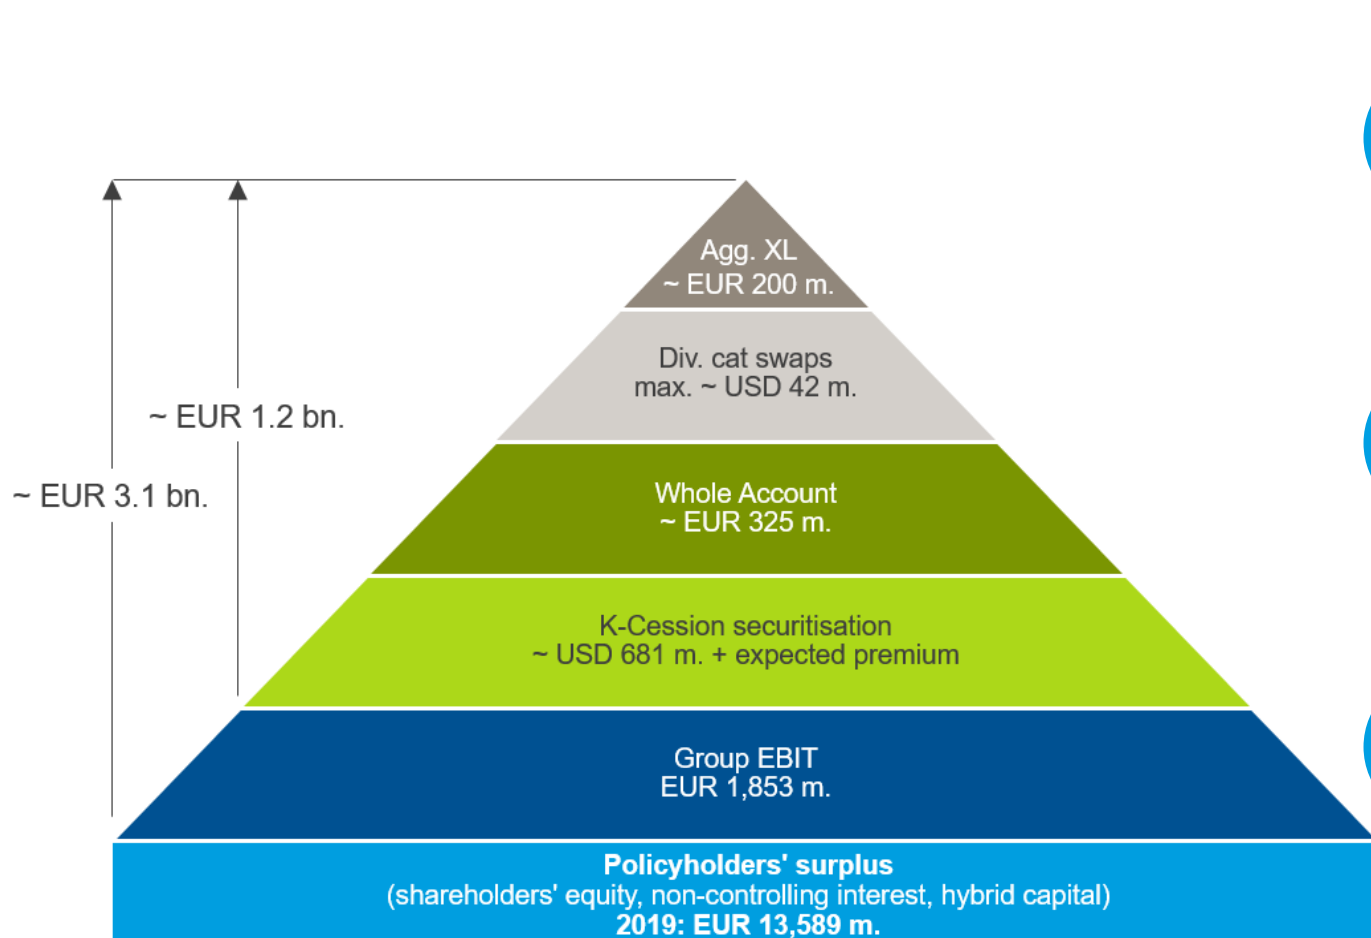 Agg. XL
~ EUR 200 m.
Div. cat swaps
max. ~ USD 42 m.
~ EUR 1.2 bn.
~ EUR 3.1 bn.
Whole Account
~ EUR 325 m.
K-Cession securitisation
~ USD 681 m. + expected premium
Group EBIT
EUR 1,853 m.
Policyholders' surplus
(shareholders' equity, non-controlling interest, hybrid capital)
2019: EUR 13,589 m.